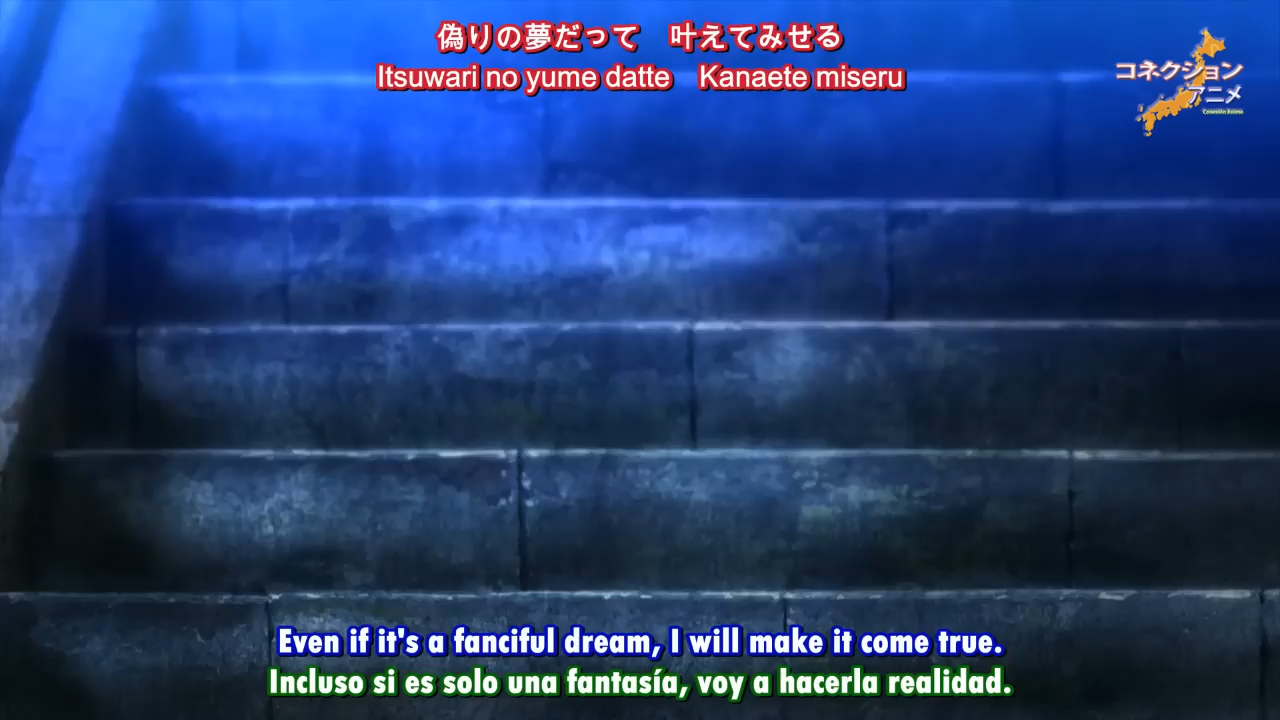 偽りの夢だって　叶えてみせる
Itsuwari no yume datte　Kanaete miseru
コネクション
アニメ
Conexión Anime
Even if it's a fanciful dream, I will make it come true.
Incluso si es solo una fantasía, voy a hacerla realidad.